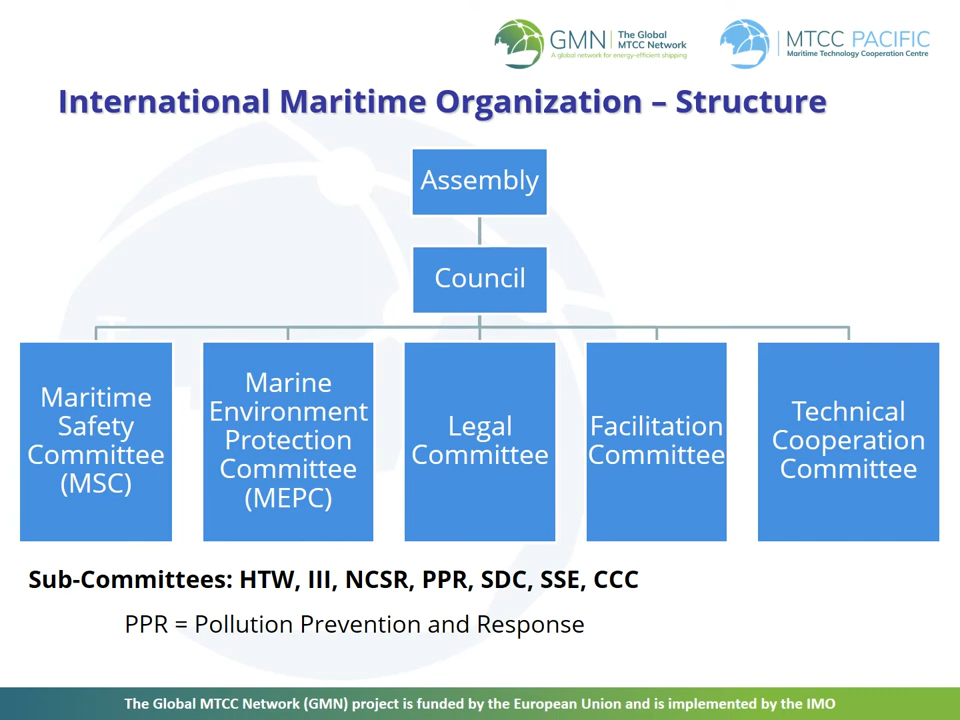 GMN
The Global
MTCC Network
A global network for energy-efficient shipping
MTCC PACIFIC
Maritime Technology Cooperation Centre
International Maritime Organization – Structure
Assembly
Council
Maritime
Safety
Committee
(MSC)
Marine
Environment
Protection
Committee
(MEPC)
Legal
Committee
Facilitation
Committee
Technical
Cooperation
Committee
Sub-Committees: HTW, III, NCSR, PPR, SDC, SSE, CCC
PPR = Pollution Prevention and Response
The Global MTCC Network (GMN) project is funded by the European Union and is implemented by the IMO